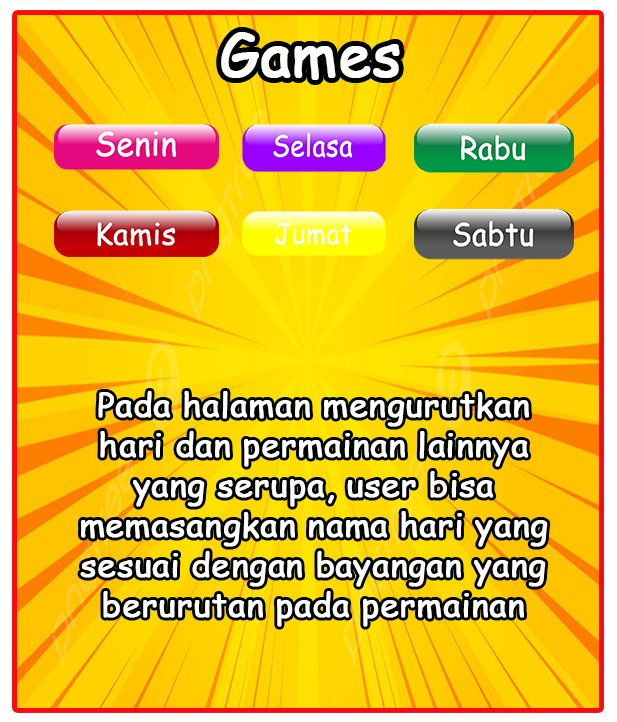 Games
Senin Selasa Rabu
Kamis Jumat Sabtu
Pada halaman mengurutkan
hari dan permainan lainnya
yang serupa, user bisa
memasangkan nama hari yang
sesuai dengan bayangan yang
berurutan pada permainan